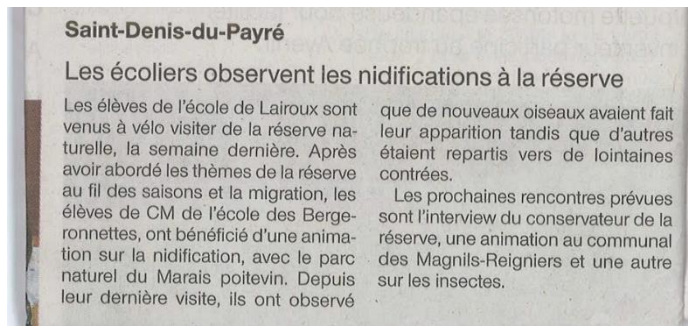 Saint-Denis-du-Payré
Les écoliers observent les nidifications à la réserve
Les élèves de l'école de Lairoux sont
venus à vélo visiter de la réserve na-
turelle, la semaine dernière. Après
avoir abordé les thèmes de la réserve
au fil des saisons et la migration, les
élèves de CM de l'école des Berge-
ronnettes, ont bénéficié d'une anima-
tion sur la nidification, avec le parc
naturel du Marais poitevin. Depuis
leur dernière visite, ils ont observé
que de nouveaux oiseaux avaient fait
leur apparition tandis que d'autres
étaient repartis vers de lointaines
contrées.
Les prochaines rencontres prévues
sont l'interview du conservateur de la
réserve, une animation au communal
des Magnils-Reigniers et une autre
sur les insectes.